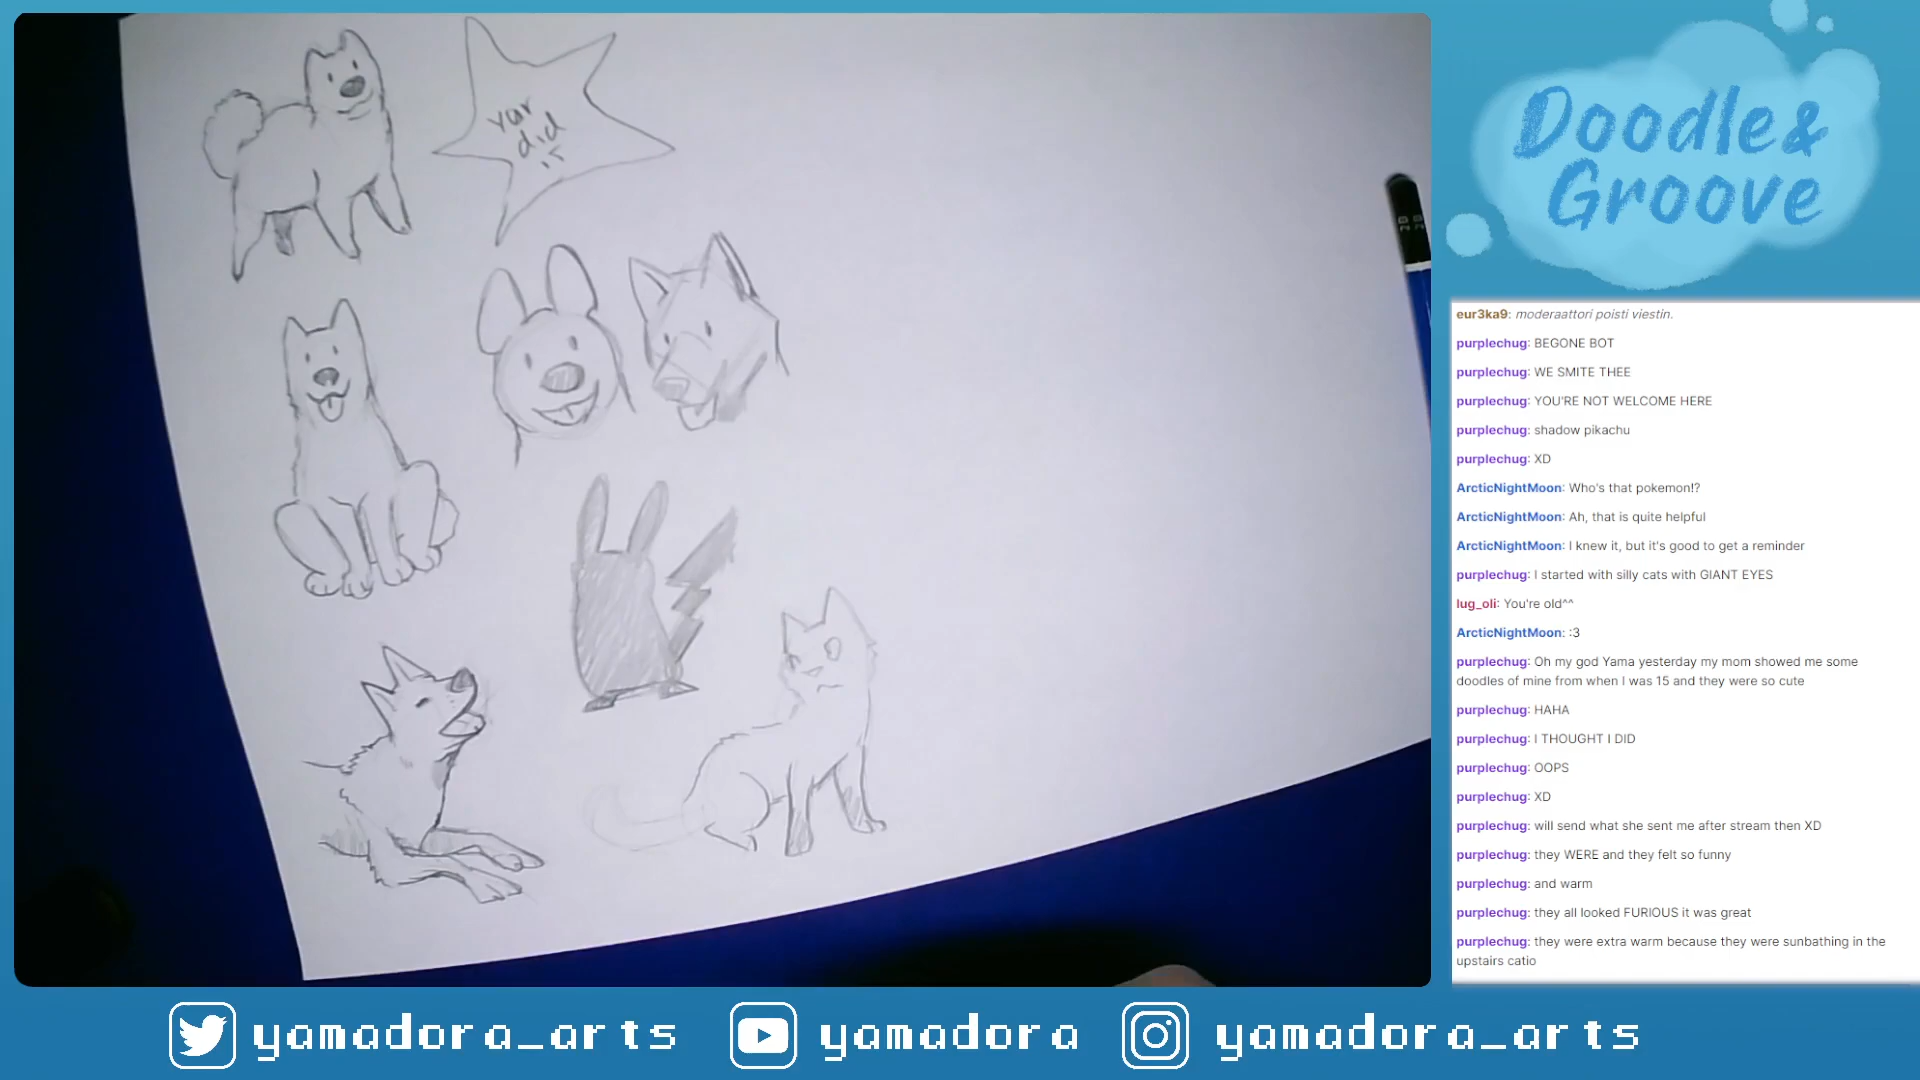 yar
did
it
Doodle&
Groove
eur3ka9: moderaattori poisti viestin.
purplechug: BEGONE BOT
purplechug: WE SMITE THEE
purplechug: YOU'RE NOT WELCOME HERE
purplechug: shadow pikachu
purplechug: XD
ArcticNightMoon: Who's that pokemon!?
ArcticNightMoon: Ah, that is quite helpful
ArcticNightMoon: I knew it, but it's good to get a reminder
purplechug: I started with silly cats with GIANT EYES
lug_oli: You're old^^
ArcticNightMoon: :3
purplechug: Oh my god Yama yesterday my mom showed me some
doodles of mine from when I was 15 and they were so cute
purplechug: HAHA
purplechug: I THOUGHT I DID
purplechug: OOPS
purplechug: XD
purplechug: will send what she sent me after stream then XD
purplechug: they WERE and they felt so funny
purplechug: and warm
purplechug: they all looked FURIOUS it was great
purplechug: they were extra warm because they were sunbathing in the
upstairs catio
yamadora_arts
yamadora
yamadora_arts